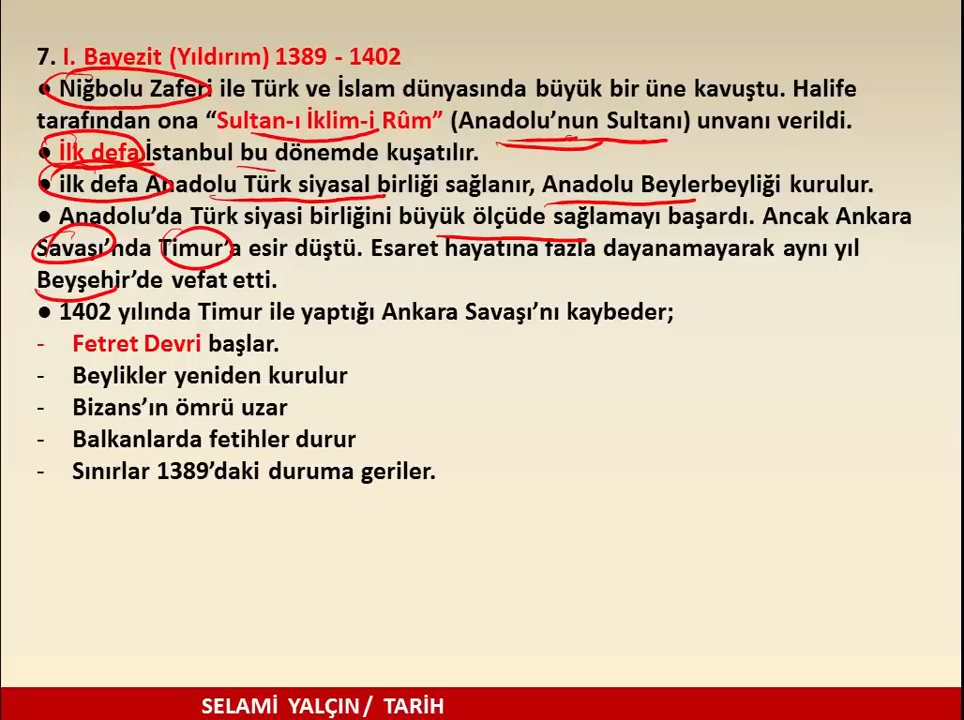 7. I. Bayezit (Yıldırım) 1389 - 1402
● Niğbolu Zaferi ile Türk ve İslam dünyasında büyük bir üne kavuştu. Halife
tarafından ona “Sultan-ı İklim-i Rûm” (Anadolu’nun Sultanı) unvanı verildi.
● İlk defa İstanbul bu dönemde kuşatılır.
● ilk defa Anadolu Türk siyasal birliği sağlanır, Anadolu Beylerbeyliği kurulur.
● Anadolu’da Türk siyasi birliğini büyük ölçüde sağlamayı başardı. Ancak Ankara
Savaşı’nda Timur’a esir düştü. Esaret hayatına fazla dayanamayarak aynı yıl
Beyşehir’de vefat etti.
● 1402 yılında Timur ile yaptığı Ankara Savaşı’nı kaybeder;
- Fetret Devri başlar.
- Beylikler yeniden kurulur
- Bizans’ın ömrü uzar
- Balkanlarda fetihler durur
- Sınırlar 1389’daki duruma geriler.
SELAMİ YALÇIN / TARİH